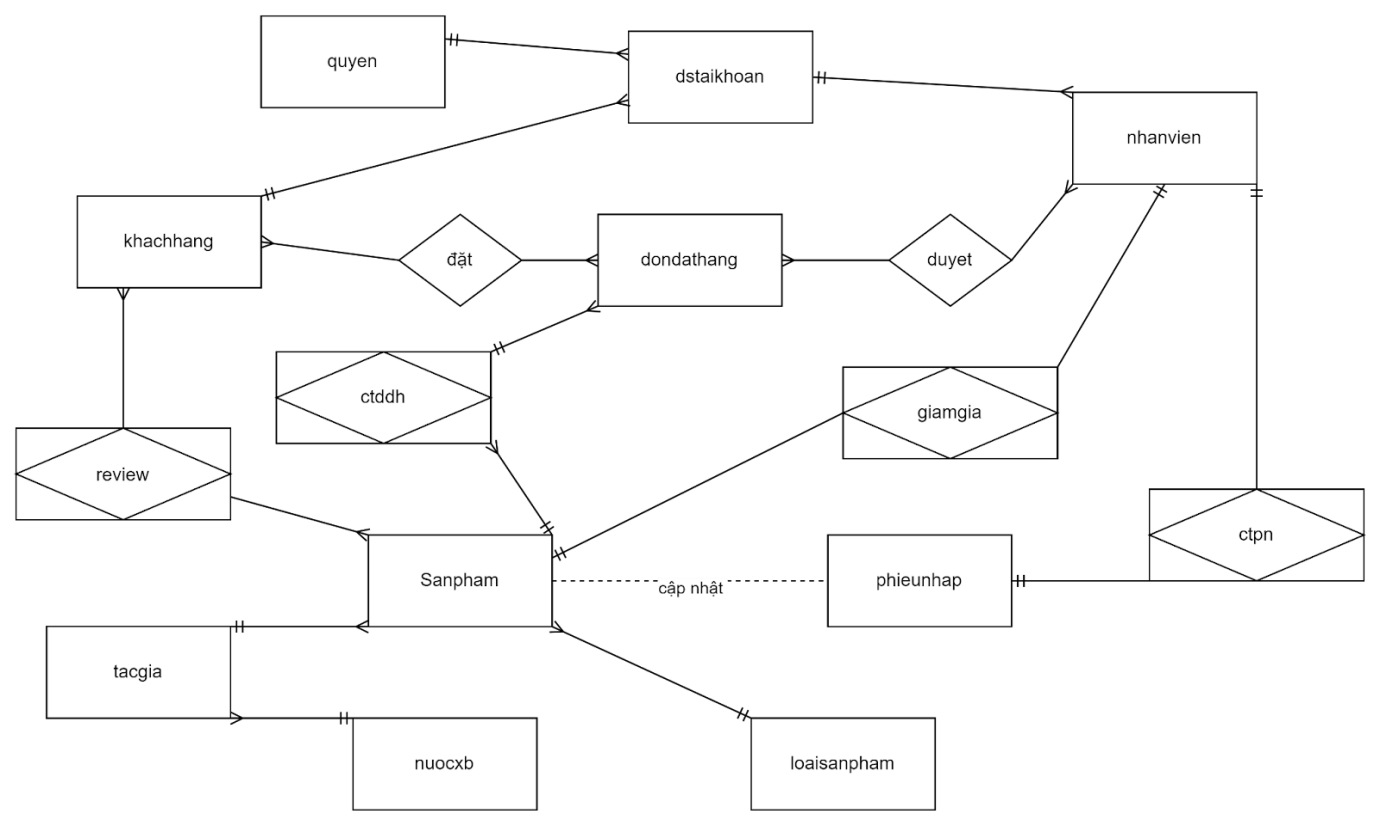 quyen
dstaikhoan
nhanvien
khachhang
đặt
dondathang
duyet
ctddh
giamgia
review
ctpn
Sanpham
cập nhật
phieunhap
tacgia
nuocxb
loaisanpham